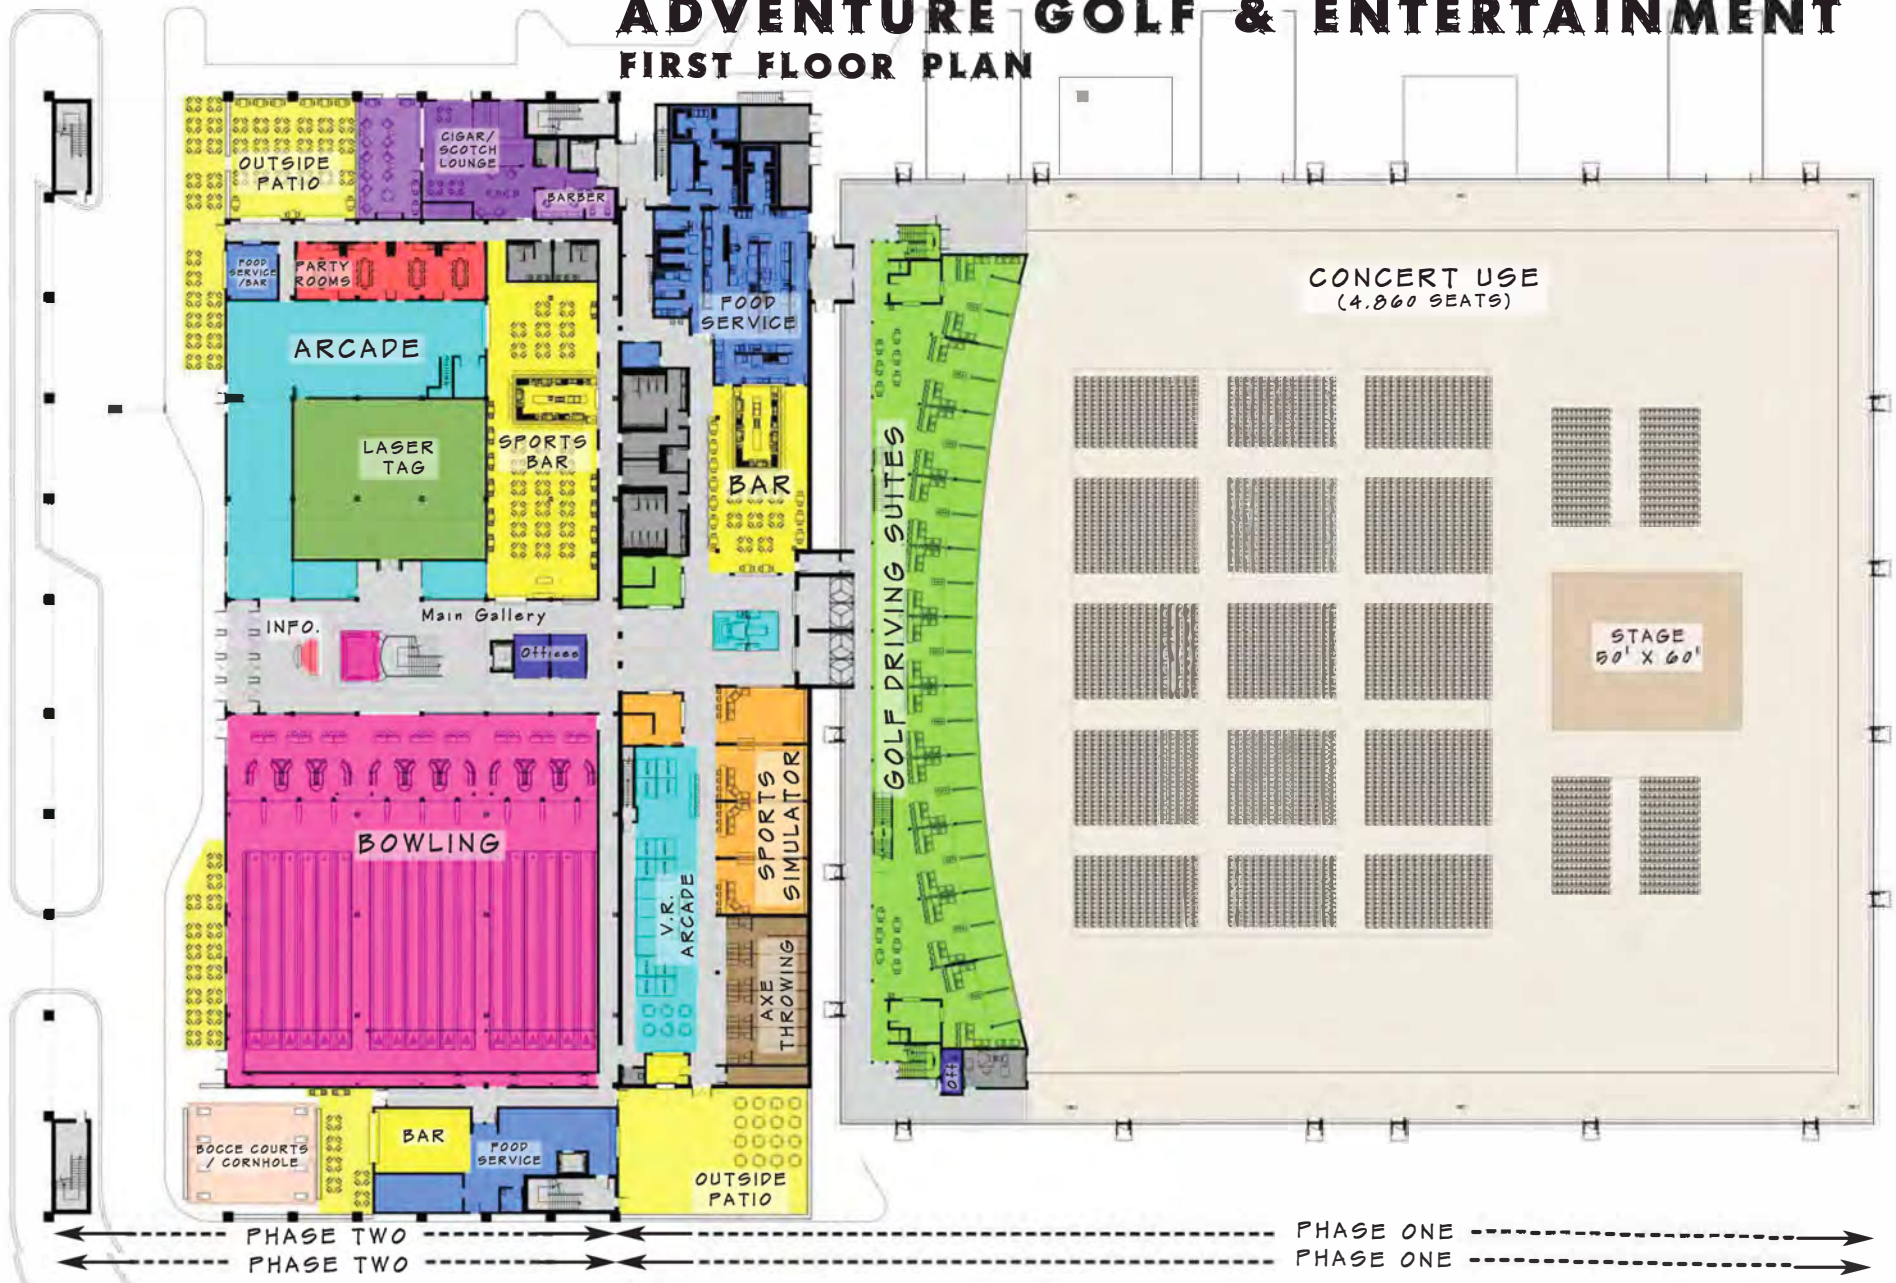 ADVENTURE GOLF & ENTERTAINMENT
FIRST FLOOR PLAN
OUTSIDE
PATIO
CIGAR/
SCOTCH
LOUNGE
BARBER
FOOD
SERVICE
/BAR
PARTY
ROOMS
FOOD
SERVICE
CONCERT USE
(4,860 SEATS)
ARCADE
LASER
TAG
SPORTS
BAR
BAR
GOLF DRIVING SUITES
Main Gallery
INFO.
Offices
STAGE
50' X 60'
BOWLING
SPORTS
SIMULATOR
V.R.
ARCADE
AXE
THROWING
Off
BOCCE COURTS
/ CORNHOLE
BAR
FOOD
SERVICE
OUTSIDE
PATIO
PHASE TWO
PHASE ONE
PHASE TWO
PHASE ONE